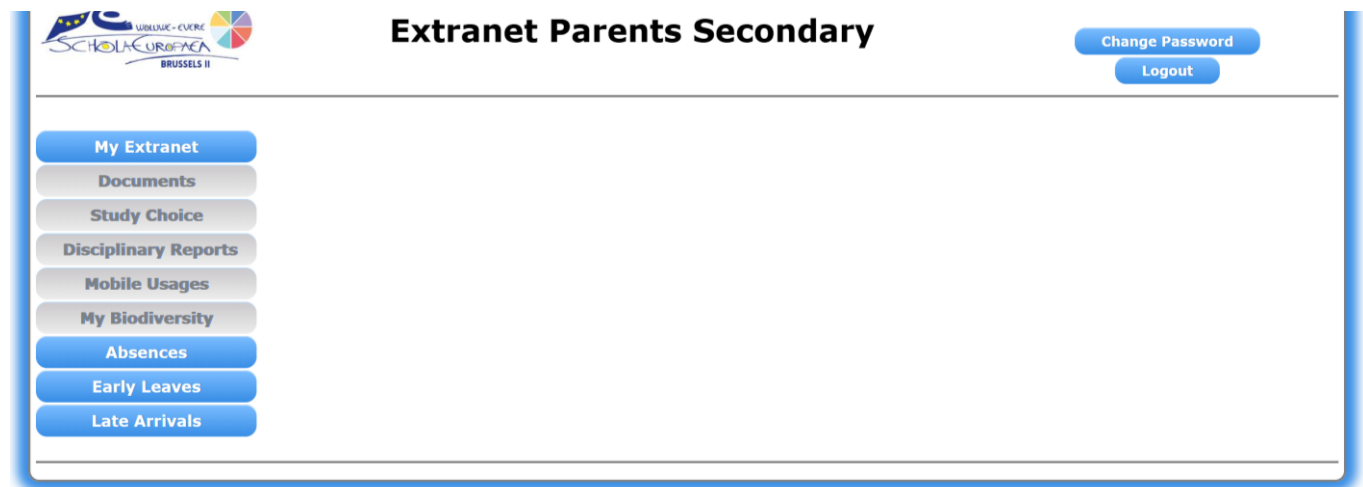 WOLUWE - EVERE
SCHOLA EUROPAEA
BRUSSELS II
Extranet Parents Secondary
Change Password
Logout
My Extranet
Documents
Study Choice
Disciplinary Reports
Mobile Usages
My Biodiversity
Absences
Early Leaves
Late Arrivals